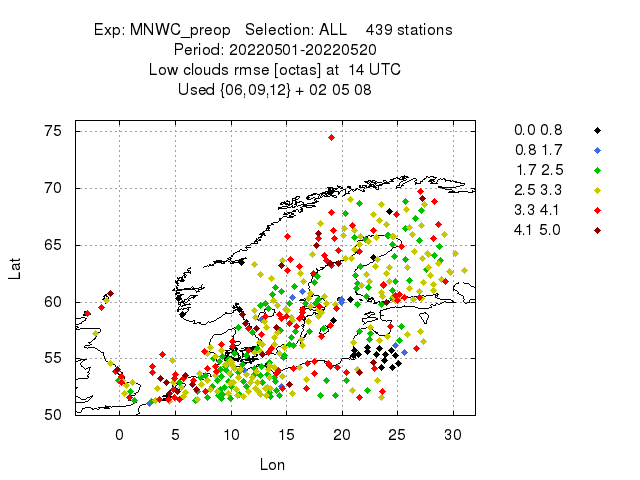 Exp: MNWC_preop   Selection: ALL    439 stations
Period: 20220501-20220520
Low clouds rmse [octas] at  14 UTC
Used {06,09,12} + 02 05 08
75
70
65
60
55
50
Lat
0 5 10 15 20 25 30
Lon
0.0 0.8
0.8 1.7
1.7 2.5
2.5 3.3
3.3 4.1
4.1 5.0